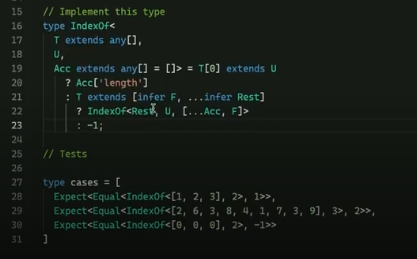 15 // Implement this type
16 type IndexOf<
17 T extends any[],
18 U,
19 Acc extends any[] = []> = T[0] extends U
20 ? Acc['length']
21 : T extends [infer F, ...infer Rest]
22 ? IndexOf<Rest, U, [...Acc, F]>
23 : -1;
24
25 // Tests
26
27 type cases = [
28 Expect<Equal<IndexOf<[1, 2, 3], 2>, 1>>,
29 Expect<Equal<IndexOf<[2, 6, 3, 8, 4, 1, 7, 3, 9], 3>, 2>>,
30 Expect<Equal<IndexOf<[0, 0, 0], 2>, -1>>
31 ]